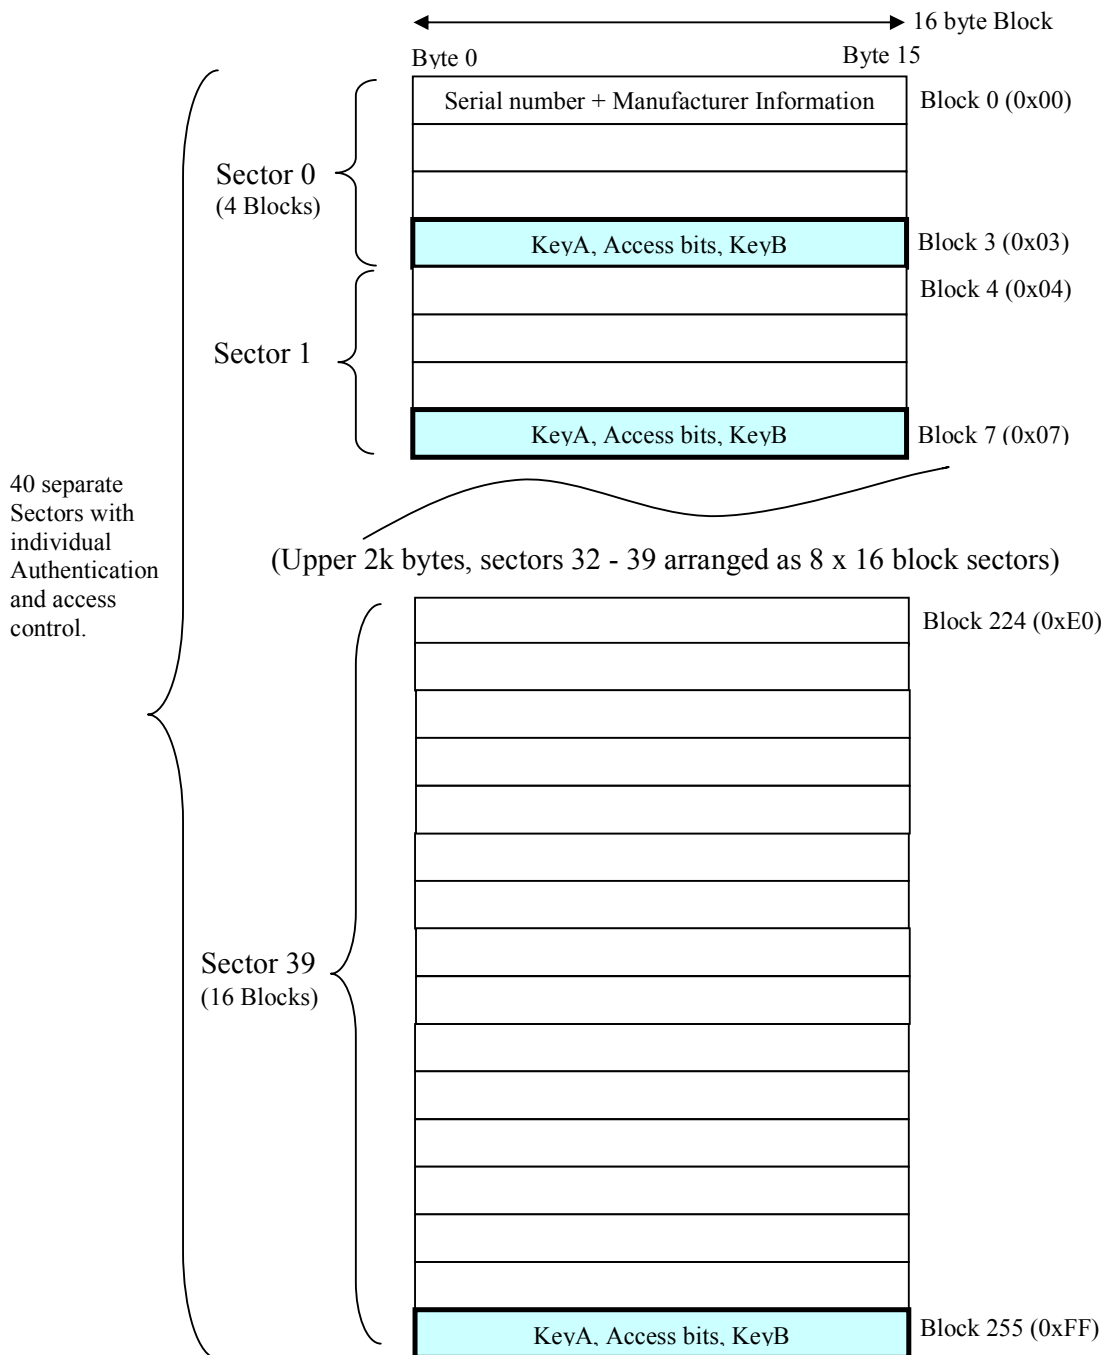 16 byte Block
Byte 0
Byte 15
Serial number + Manufacturer Information
Block 0 (0x00)
Sector 0
(4 Blocks)
KeyA, Access bits, KeyB
Block 3 (0x03)
Block 4 (0x04)
Sector 1
KeyA, Access bits, KeyB
Block 7 (0x07)
40 separate
Sectors with
individual
Authentication
and access
control.
(Upper 2k bytes, sectors 32 - 39 arranged as 8 x 16 block sectors)
Block 224 (0xE0)
Sector 39
(16 Blocks)
KeyA, Access bits, KeyB
Block 255 (0xFF)